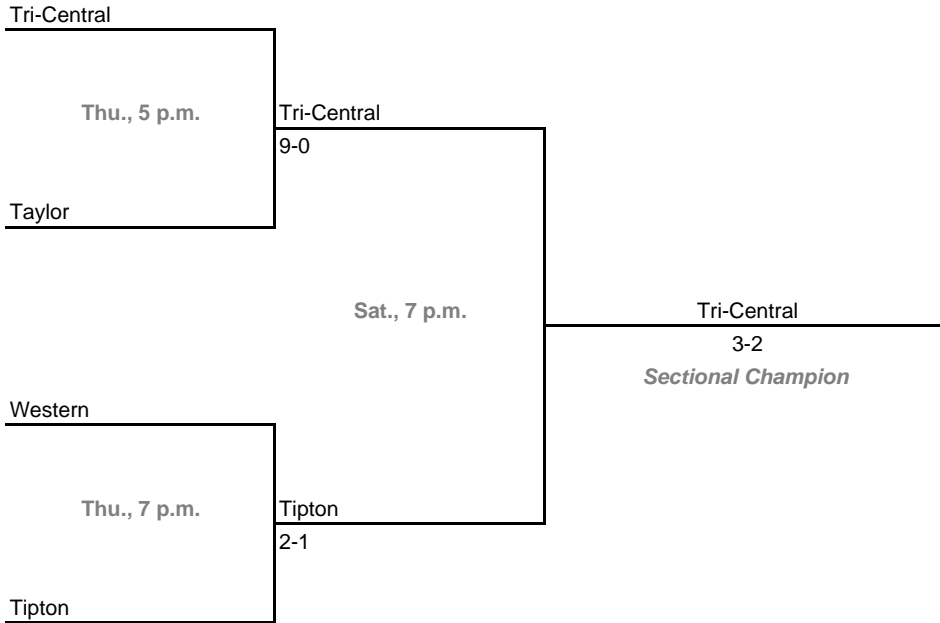 Tri-Central
Thu., 5 p.m.
Tri-Central
9-0
Taylor
Sat., 7 p.m.
Tri-Central
3-2
Sectional Champion
Western
Thu., 7 p.m.
Tipton
2-1
Tipton